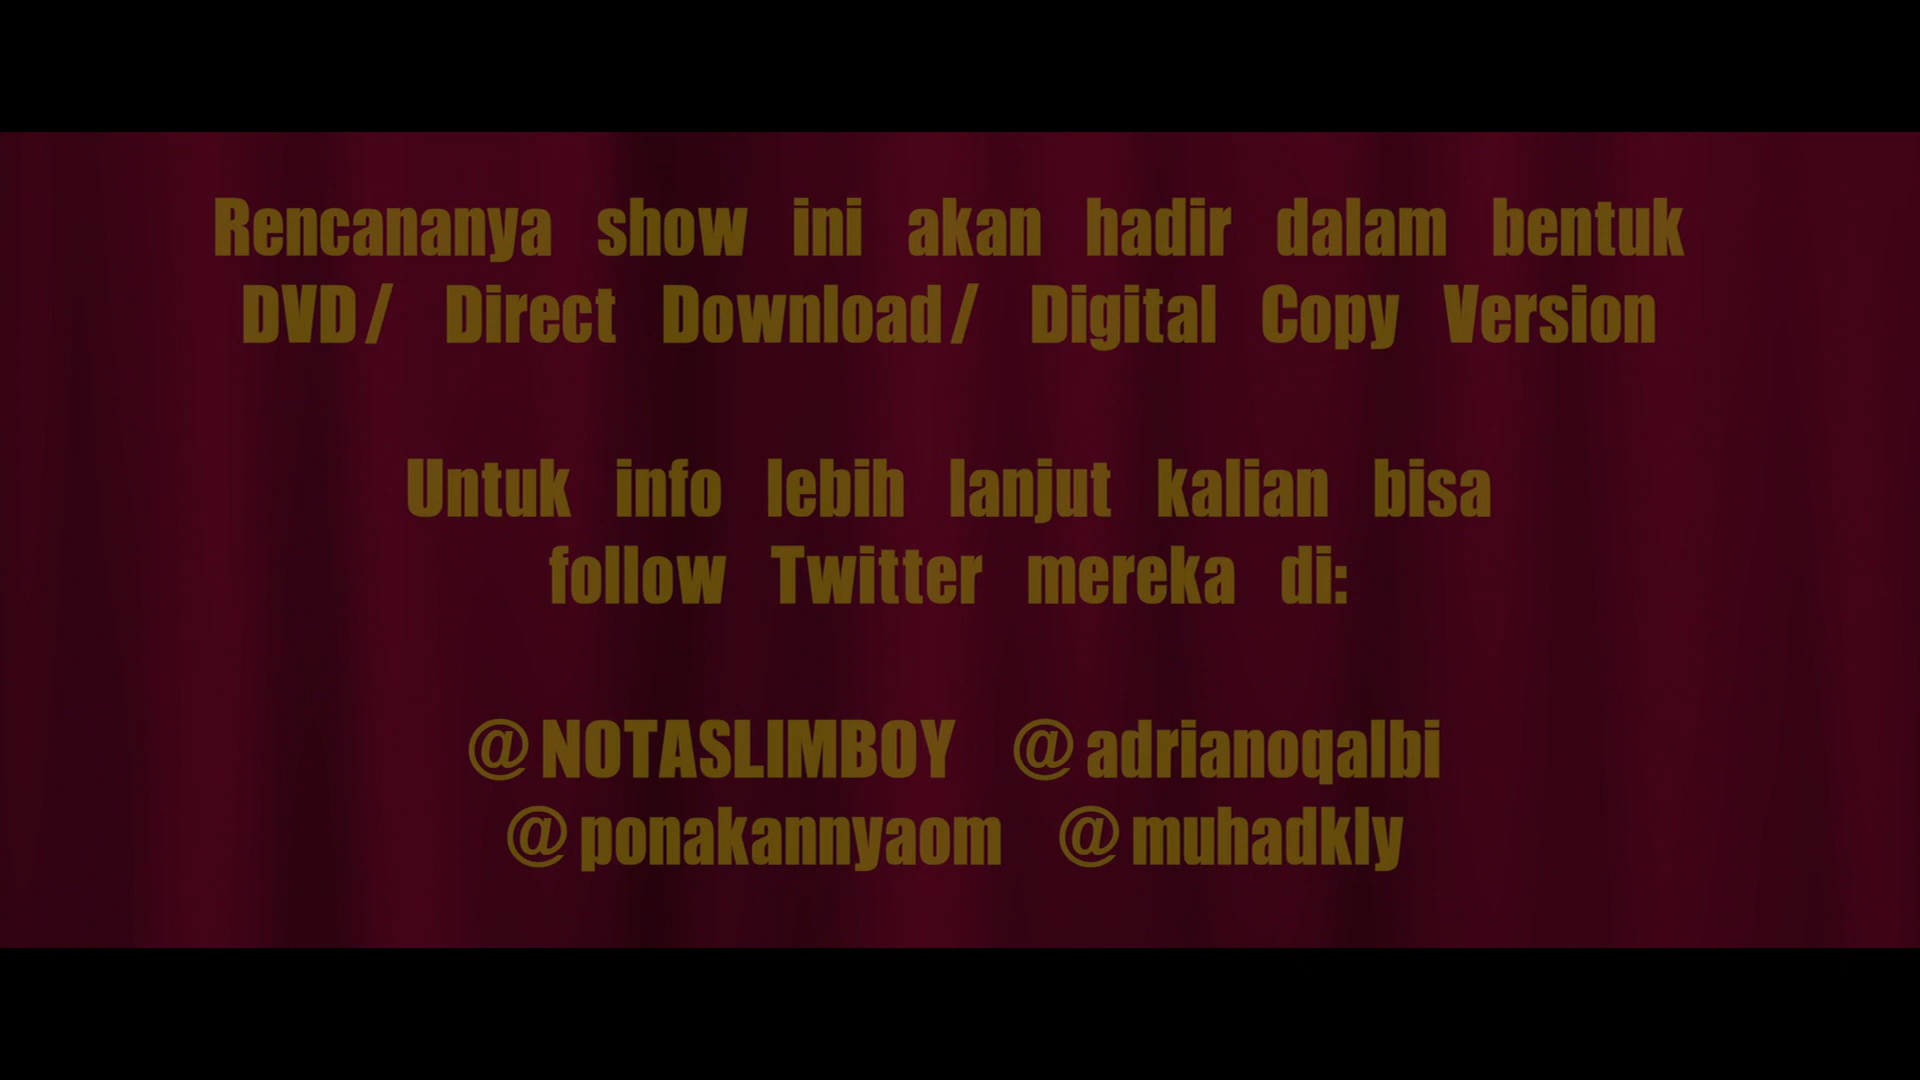 Rencananya show ini akan hadir dalam bentuk
DVD/ Direct Download/ Digital Copy Version
Untuk info lebih lanjut kalian bisa
follow Twitter mereka di:
@NOTASLIMBOY @adrianoqalbi
@ponakannyaom @muhadkly